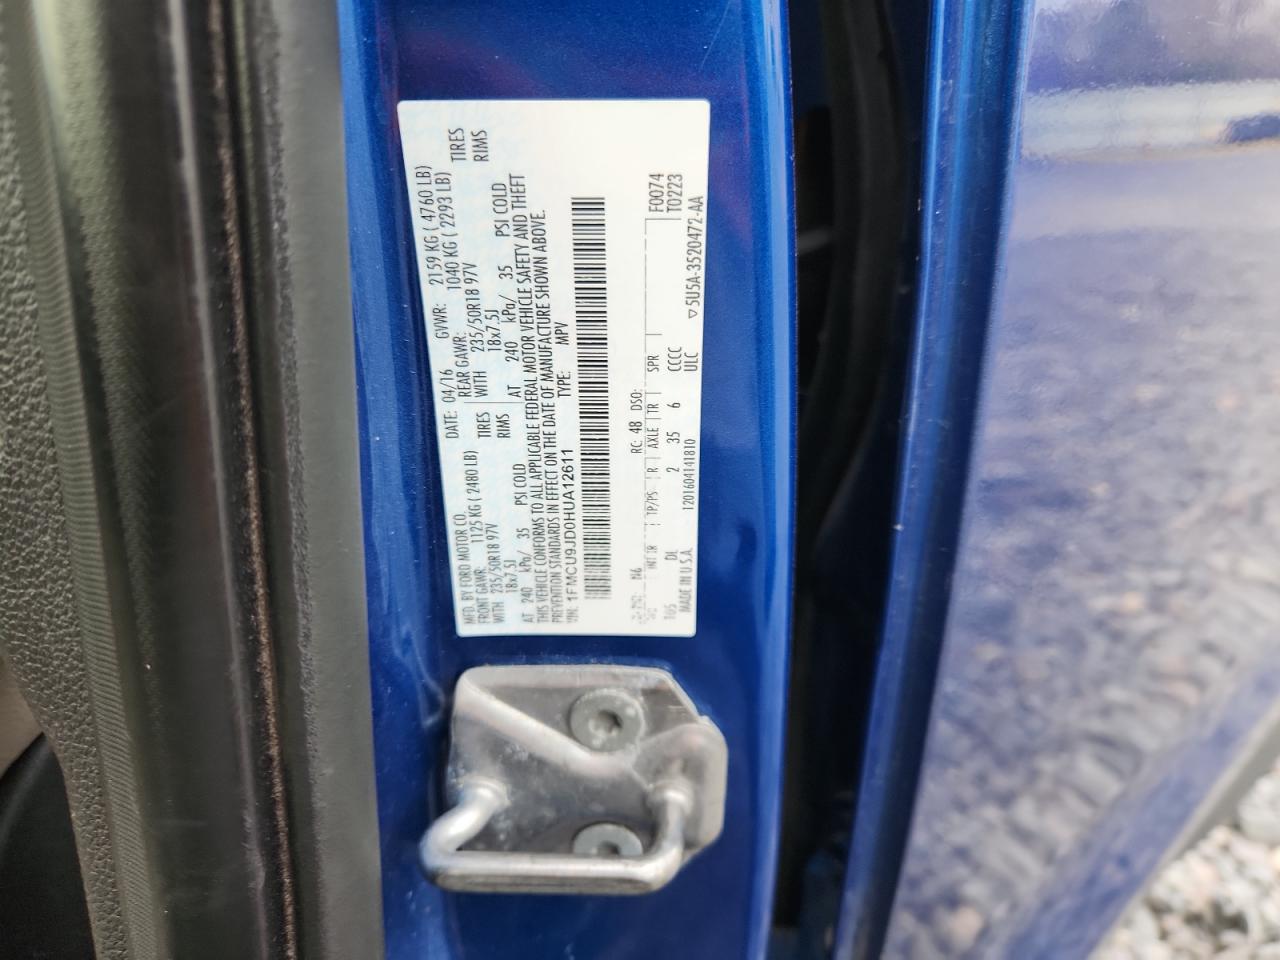 MFD. BY FORD MOTOR CO. DATE: 04/16 GVWR: 2159 KG ( 4760 LB)
FRONT GAWR: 1125 KG ( 2480 LB) REAR GAWR: 1040 KG ( 2293 LB)
WITH 235/50R18 97V TIRES WITH 235/50R18 97V TIRES
18x7.5J RIMS 18x7.5J RIMS
AT 240 kPa/ 35 PSI COLD AT 240 kPa/ 35 PSI COLD
THIS VEHICLE CONFORMS TO ALL APPLICABLE FEDERAL MOTOR VEHICLE SAFETY AND THEFT
PREVENTION STANDARDS IN EFFECT ON THE DATE OF MANUFACTURE SHOWN ABOVE.
VIN: 1FMCU9JD0HUA12611 TYPE: MPV
N6 RC: 48 DSO: F0074
INT TR TP/PS R AXLE TR SPR T0223
DL 2 35 6 CCCC
MADE IN U.S.A. 1201604141810 ULC ▽5U5A-3520472-AA